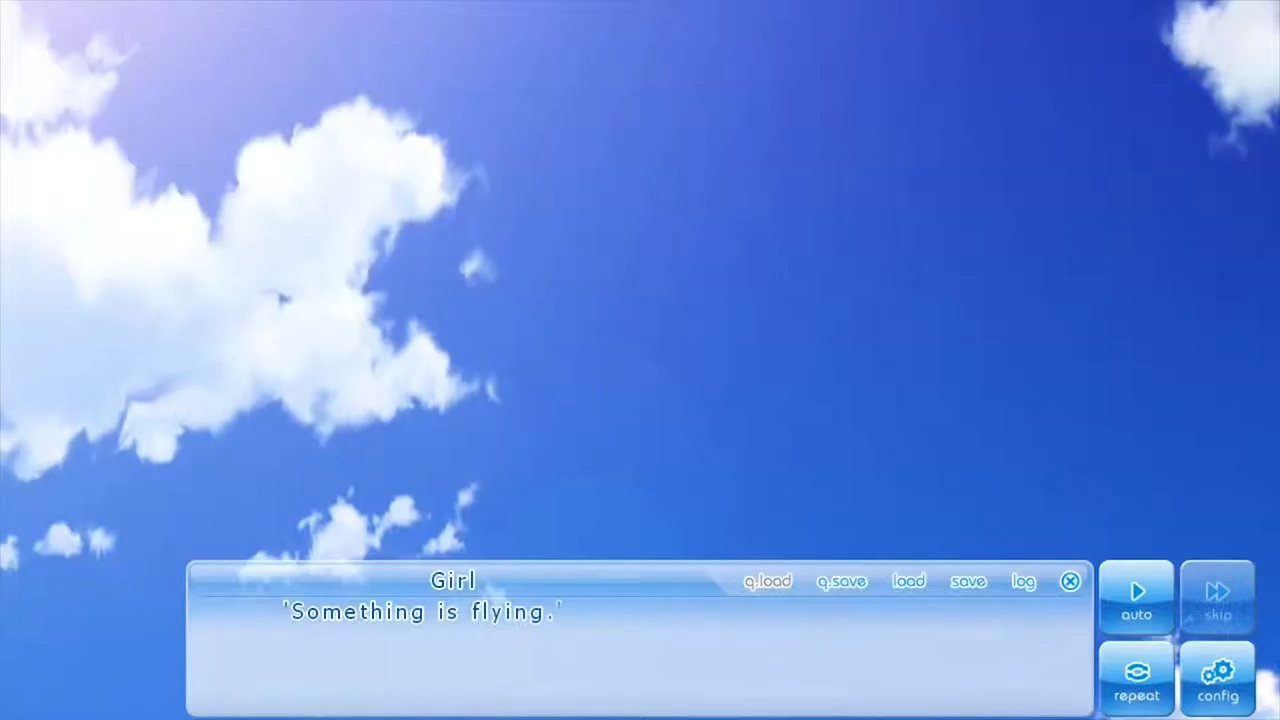 Girl
q.load q.save load save log
'Something is flying.'
auto skip
repeat config